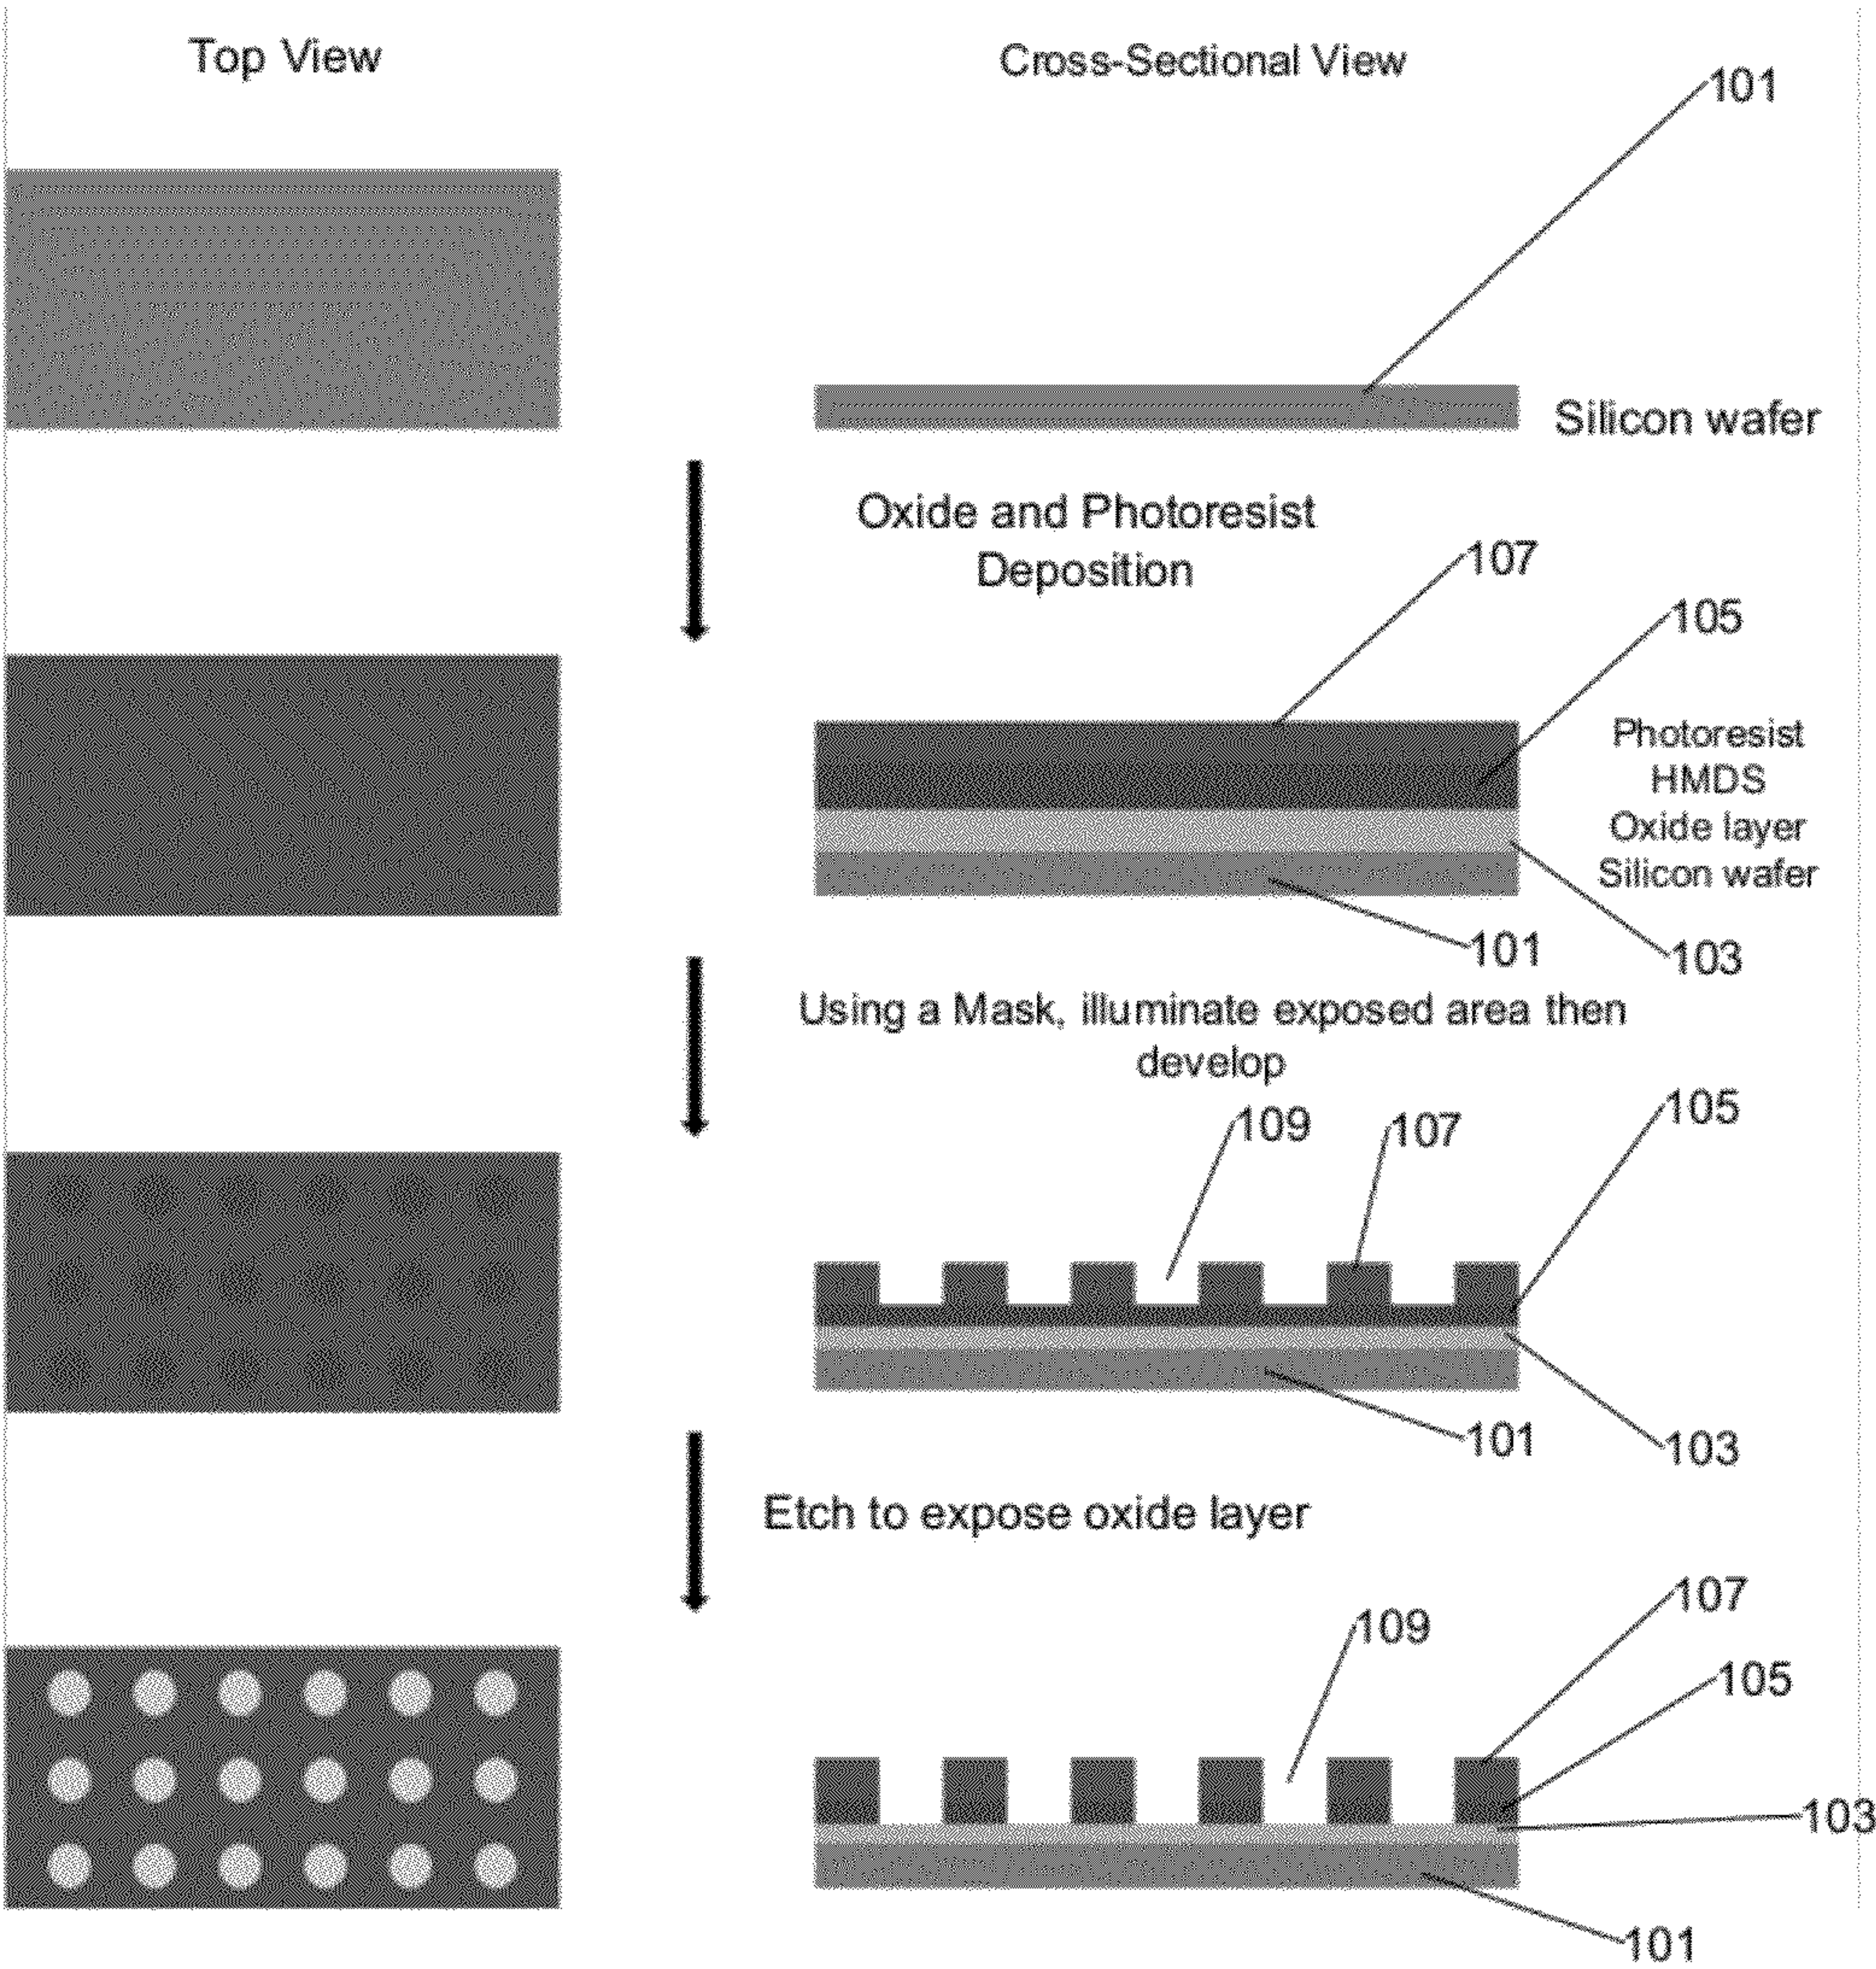 Top View
Cross-Sectional View
101
Silicon wafer
Oxide and Photoresist
Deposition
107
105
Photoresist
HMDS
Oxide layer
Silicon wafer
101
103
Using a Mask, illuminate exposed area then
develop
109
107
105
101
103
Etch to expose oxide layer
109
107
105
103
101